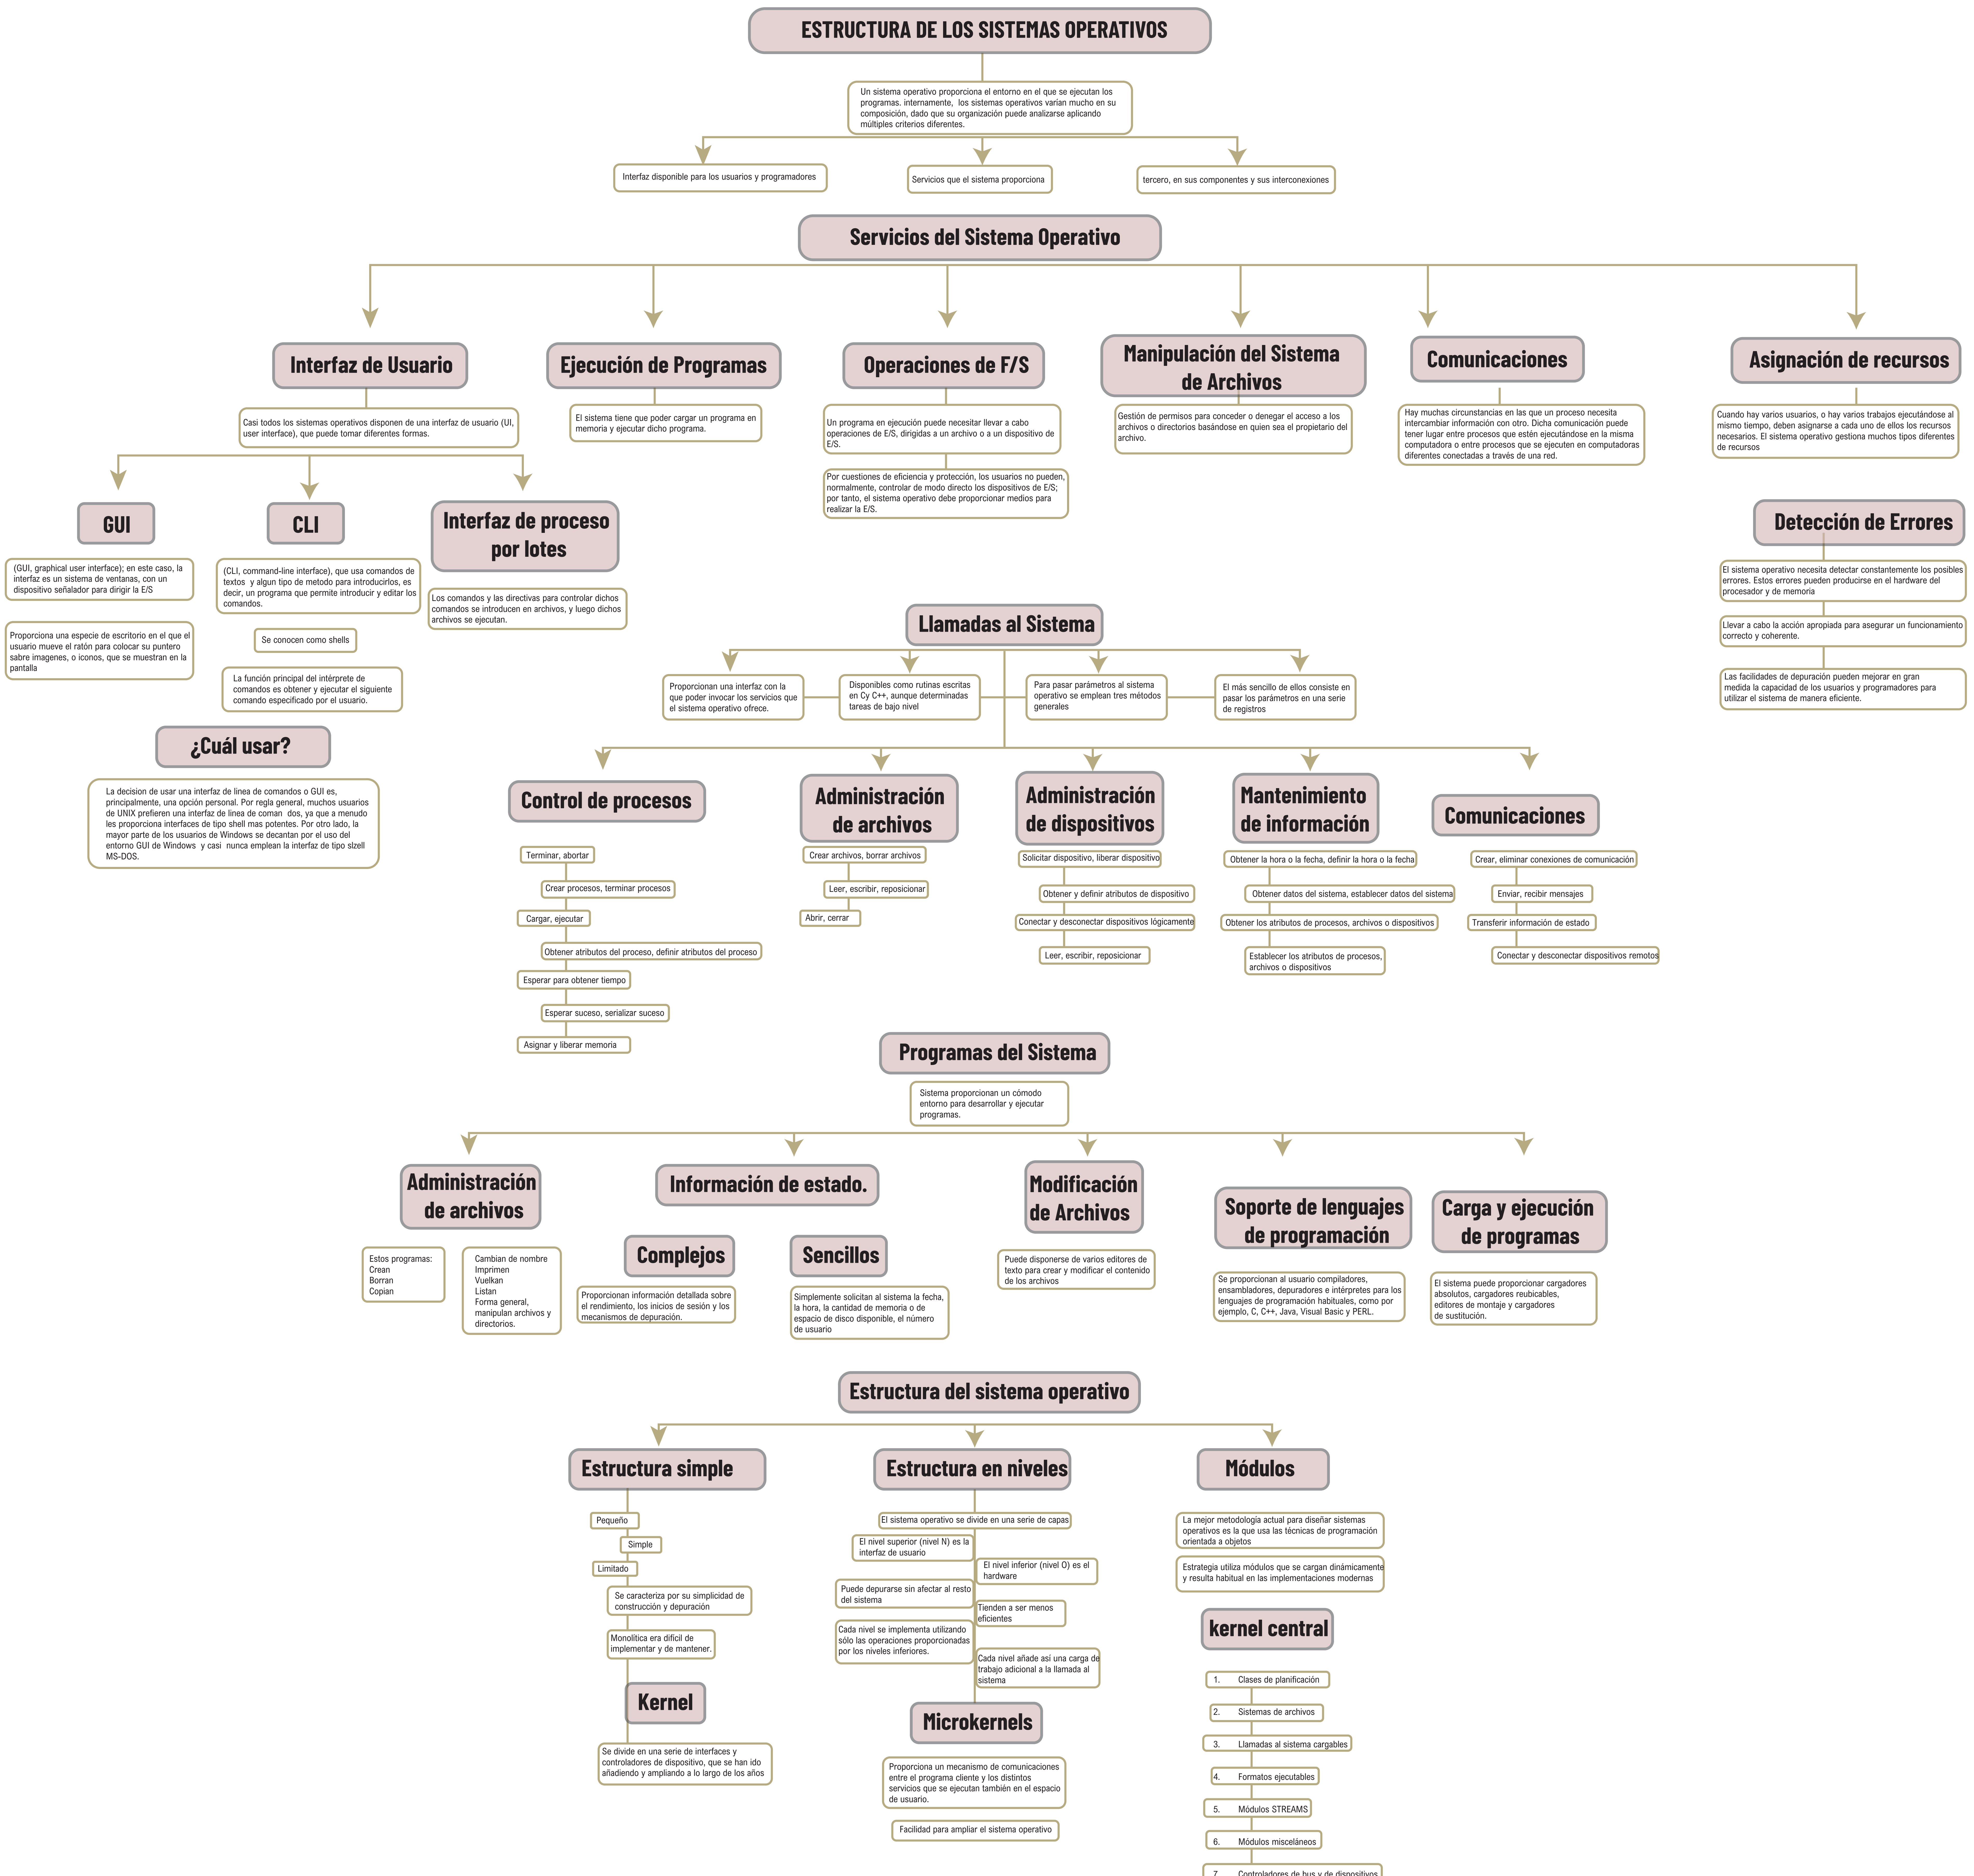 ESTRUCTURA DE LOS SISTEMAS OPERATIVOS
Un sistema operativo proporciona el entorno en el que se ejecutan los
programas. internamente, los sistemas operativos varían mucho en su
composición, dado que su organización puede analizarse aplicando
múltiples criterios diferentes.
Interfaz disponible para los usuarios y programadores
Servicios que el sistema proporciona
tercero, en sus componentes y sus interconexiones
Servicios del Sistema Operativo
Interfaz de Usuario
Casi todos los sistemas operativos disponen de una interfaz de usuario (UI,
user interface), que puede tomar diferentes formas.
Ejecución de Programas
El sistema tiene que poder cargar un programa en
memoria y ejecutar dicho programa.
Operaciones de F/S
Un programa en ejecución puede necesitar llevar a cabo
operaciones de E/S, dirigidas a un archivo o a un dispositivo de
E/S.
Por cuestiones de eficiencia y protección, los usuarios no pueden,
normalmente, controlar de modo directo los dispositivos de E/S;
por tanto, el sistema operativo debe proporcionar medios para
realizar la E/S.
Manipulación del Sistema
de Archivos
Gestión de permisos para conceder o denegar el acceso a los
archivos o directorios basándose en quien sea el propietario del
archivo.
Comunicaciones
Hay muchas circunstancias en las que un proceso necesita
intercambiar información con otro. Dicha comunicación puede
tener lugar entre procesos que estén ejecutándose en la misma
computadora o entre procesos que se ejecuten en computadoras
diferentes conectadas a través de una red.
Asignación de recursos
Cuando hay varios usuarios, o hay varios trabajos ejecutándose al
mismo tiempo, deben asignarse a cada uno de ellos los recursos
necesarios. El sistema operativo gestiona muchos tipos diferentes
de recursos
GUI
(GUI, graphical user interface); en este caso, la
interfaz es un sistema de ventanas, con un
dispositivo señalador para dirigir la E/S
Proporciona una especie de escritorio en el que el
usuario mueve el ratón para colocar su puntero
sabre imagenes, o iconos, que se muestran en la
pantalla
CLI
(CLI, command-line interface), que usa comandos de
textos y algun tipo de metodo para introducirlos, es
decir, un programa que permite introducir y editar los
comandos.
Se conocen como shells
La función principal del intérprete de
comandos es obtener y ejecutar el siguiente
comando especificado por el usuario.
Interfaz de proceso
por lotes
Los comandos y las directivas para controlar dichos
comandos se introducen en archivos, y luego dichos
archivos se ejecutan.
Detección de Errores
El sistema operativo necesita detectar constantemente los posibles
errores. Estos errores pueden producirse en el hardware del
procesador y de memoria
Llevar a cabo la acción apropiada para asegurar un funcionamiento
correcto y coherente.
Las facilidades de depuración pueden mejorar en gran
medida la capacidad de los usuarios y programadores para
utilizar el sistema de manera eficiente.
¿Cuál usar?
La decision de usar una interfaz de linea de comandos o GUI es,
principalmente, una opción personal. Por regla general, muchos usuarios
de UNIX prefieren una interfaz de linea de coman dos, ya que a menudo
les proporciona interfaces de tipo shell mas potentes. Por otro lado, la
mayor parte de los usuarios de Windows se decantan por el uso del
entorno GUI de Windows y casi nunca emplean la interfaz de tipo slzell
MS-DOS.
Llamadas al Sistema
Proporcionan una interfaz con la
que poder invocar los servicios que
el sistema operativo ofrece.
Disponibles como rutinas escritas
en Cy C++, aunque determinadas
tareas de bajo nivel
Para pasar parámetros al sistema
operativo se emplean tres métodos
generales
El más sencillo de ellos consiste en
pasar los parámetros en una serie
de registros
Control de procesos
Terminar, abortar
Crear procesos, terminar procesos
Cargar, ejecutar
Obtener atributos del proceso, definir atributos del proceso
Esperar para obtener tiempo
Esperar suceso, serializar suceso
Asignar y liberar memoria
Administración
de archivos
Crear archivos, borrar archivos
Leer, escribir, reposicionar
Abrir, cerrar
Administración
de dispositivos
Solicitar dispositivo, liberar dispositivo
Obtener y definir atributos de dispositivo
Conectar y desconectar dispositivos lógicamente
Leer, escribir, reposicionar
Mantenimiento
de información
Obtener la hora o la fecha, definir la hora o la fecha
Obtener datos del sistema, establecer datos del sistema
Obtener los atributos de procesos, archivos o dispositivos
Establecer los atributos de procesos,
archivos o dispositivos
Comunicaciones
Crear, eliminar conexiones de comunicación
Enviar, recibir mensajes
Transferir información de estado
Conectar y desconectar dispositivos remotos
Programas del Sistema
Sistema proporcionan un cómodo
entorno para desarrollar y ejecutar
programas.
Administración
de archivos
Estos programas:
Crean
Borran
Copian
Cambian de nombre
Imprimen
Vuelkan
Listan
Forma general,
manipulan archivos y
directorios.
Información de estado.
Complejos
Proporcionan información detallada sobre
el rendimiento, los inicios de sesión y los
mecanismos de depuración.
Sencillos
Simplemente solicitan al sistema la fecha,
la hora, la cantidad de memoria o de
espacio de disco disponible, el número
de usuario
Modificación
de Archivos
Puede disponerse de varios editores de
texto para crear y modificar el contenido
de los archivos
Soporte de lenguajes
de programación
Se proporcionan al usuario compiladores,
ensambladores, depuradores e intérpretes para los
lenguajes de programación habituales, como por
ejemplo, C, C++, Java, Visual Basic y PERL.
Carga y ejecución
de programas
El sistema puede proporcionar cargadores
absolutos, cargadores reubicables,
editores de montaje y cargadores
de sustitución.
Estructura del sistema operativo
Estructura simple
Pequeño
Simple
Limitado
Se caracteriza por su simplicidad de
construcción y depuración
Monolítica era difícil de
implementar y de mantener.
Kernel
Se divide en una serie de interfaces y
controladores de dispositivo, que se han ido
añadiendo y ampliando a lo largo de los años
Estructura en niveles
El sistema operativo se divide en una serie de capas
El nivel superior (nivel N) es la
interfaz de usuario
El nivel inferior (nivel O) es el
hardware
Puede depurarse sin afectar al resto
del sistema
Tienden a ser menos
eficientes
Cada nivel se implementa utilizando
sólo las operaciones proporcionadas
por los niveles inferiores.
Cada nivel añade así una carga de
trabajo adicional a la llamada al
sistema
Microkernels
Proporciona un mecanismo de comunicaciones
entre el programa cliente y los distintos
servicios que se ejecutan también en el espacio
de usuario.
Facilidad para ampliar el sistema operativo
Módulos
La mejor metodología actual para diseñar sistemas
operativos es la que usa las técnicas de programación
orientada a objetos
Estrategia utiliza módulos que se cargan dinámicamente
y resulta habitual en las implementaciones modernas
kernel central
1. Clases de planificación
2. Sistemas de archivos
3. Llamadas al sistema cargables
4. Formatos ejecutables
5. Módulos STREAMS
6. Módulos misceláneos
7. Controladores de bus y de dispositivos